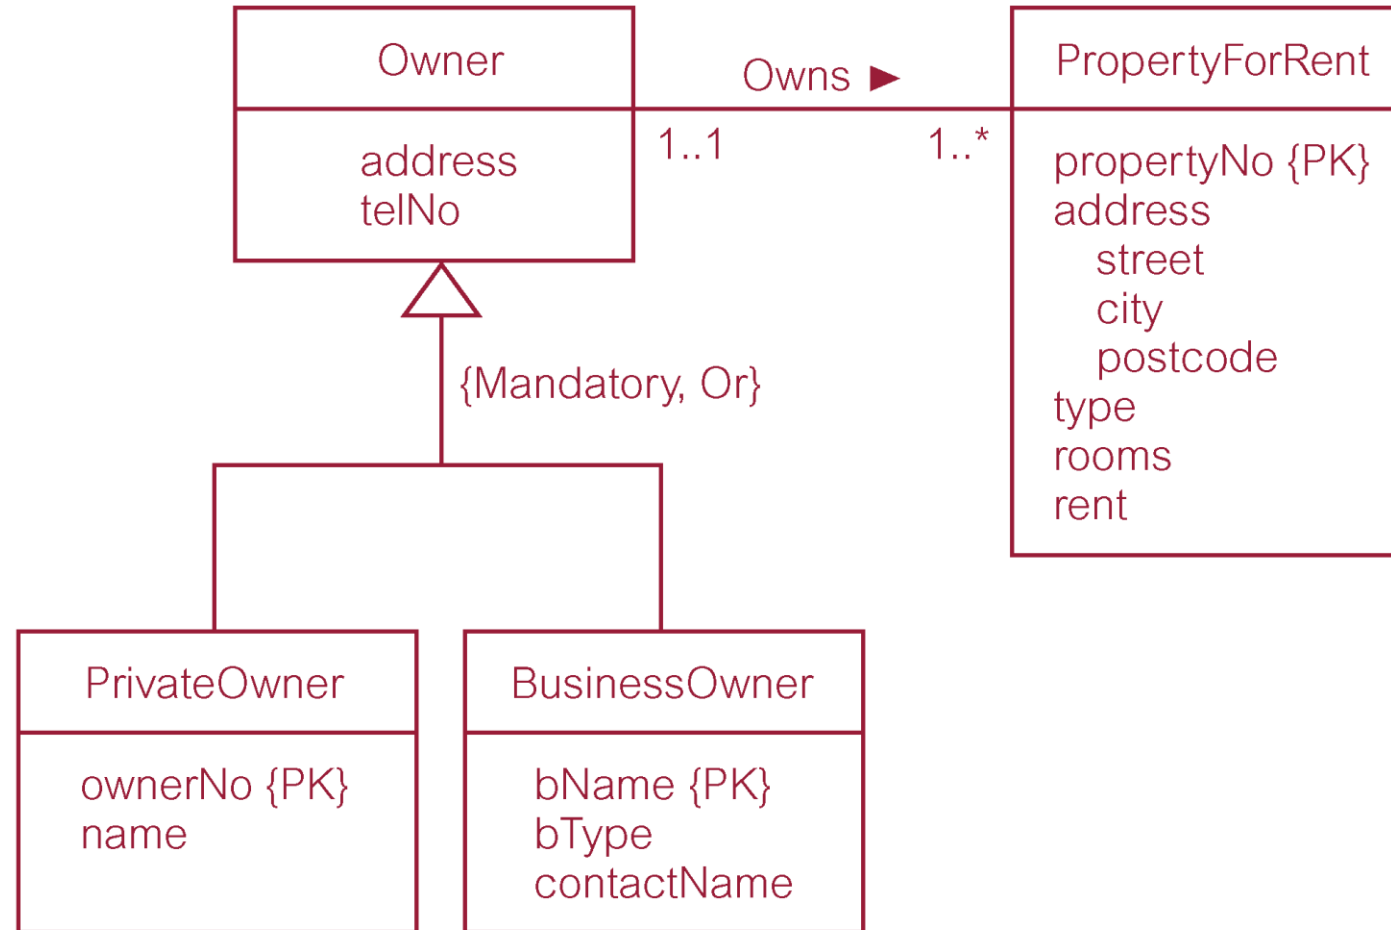 Owner
address
telNo
Owns ►
1..1
1..*
PropertyForRent
propertyNo {PK}
address
street
city
postcode
type
rooms
rent
{Mandatory, Or}
PrivateOwner
ownerNo {PK}
name
BusinessOwner
bName {PK}
bType
contactName